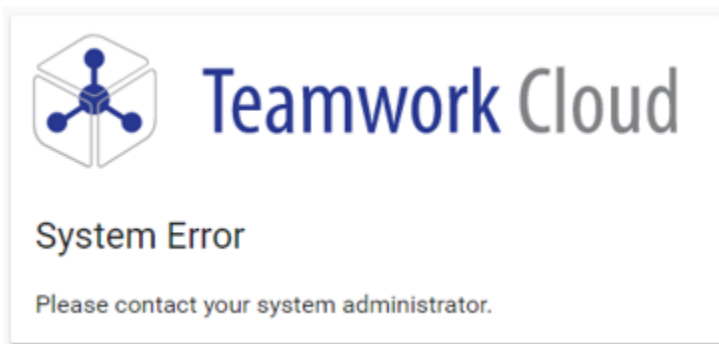 Teamwork Cloud
System Error
Please contact your system administrator.